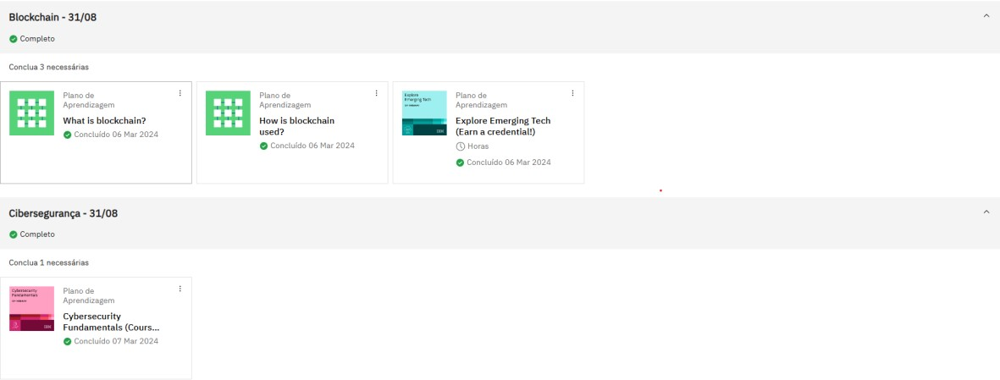 Blockchain - 31/08
Completo
Conclua 3 necessárias
Plano de
Aprendizagem
What is blockchain?
Concluído 06 Mar 2024
Plano de
Aprendizagem
How is blockchain
used?
Concluído 06 Mar 2024
Explore
Emerging Tech
IBM
Plano de
Aprendizagem
Explore Emerging Tech
(Earn a credential!)
Horas
Concluído 06 Mar 2024
Cibersegurança - 31/08
Completo
Conclua 1 necessárias
Cybersecurity
Fundamentals
IBM
Plano de
Aprendizagem
Cybersecurity
Fundamentals (Cours...
Concluído 07 Mar 2024